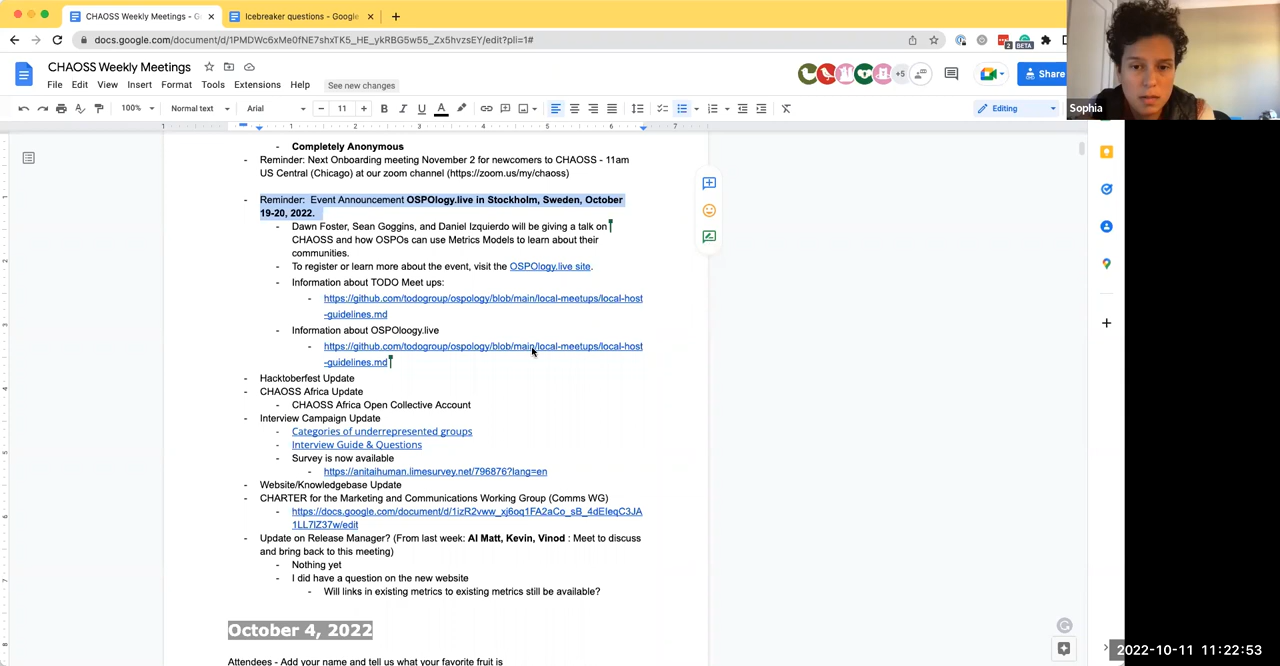 CHAOSS Weekly Meetings - G
Icebreaker questions - Google
docs.google.com/document/d/1PMDWc6xMe0fNE7shxTK5_HE_ykRBG5w55_Zx5hvzsEY/edit?pli=1#
BETA
CHAOSS Weekly Meetings
File Edit View Insert Format Tools Extensions Help
See new changes
+5
Share
Sophia
100%
Normal text
Arial
11
Editing
Completely Anonymous
Reminder: Next Onboarding meeting November 2 for newcomers to CHAOSS - 11am
US Central (Chicago) at our zoom channel (https://zoom.us/my/chaoss)
Reminder: Event Announcement OSPOlogy.live in Stockholm, Sweden, October
19-20, 2022.
Dawn Foster, Sean Goggins, and Daniel Izquierdo will be giving a talk on
CHAOSS and how OSPOs can use Metrics Models to learn about their
communities.
To register or learn more about the event, visit the OSPOlogy.live site.
Information about TODO Meet ups:
https://github.com/todogroup/ospology/blob/main/local-meetups/local-host
-guidelines.md
Information about OSPOloogy.live
https://github.com/todogroup/ospology/blob/main/local-meetups/local-host
-guidelines.md
Hacktoberfest Update
CHAOSS Africa Update
CHAOSS Africa Open Collective Account
Interview Campaign Update
Categories of underrepresented groups
Interview Guide & Questions
Survey is now available
https://anitaihuman.limesurvey.net/796876?lang=en
Website/Knowledgebase Update
CHARTER for the Marketing and Communications Working Group (Comms WG)
https://docs.google.com/document/d/1izR2vww_xj6oq1FA2aCo_sB_4dEIeqC3JA
1LL7lZ37w/edit
Update on Release Manager? (From last week: AI Matt, Kevin, Vinod : Meet to discuss
and bring back to this meeting)
Nothing yet
I did have a question on the new website
Will links in existing metrics to existing metrics still be available?
October 4, 2022
Attendees - Add your name and tell us what your favorite fruit is
2022-10-11 11:22:53